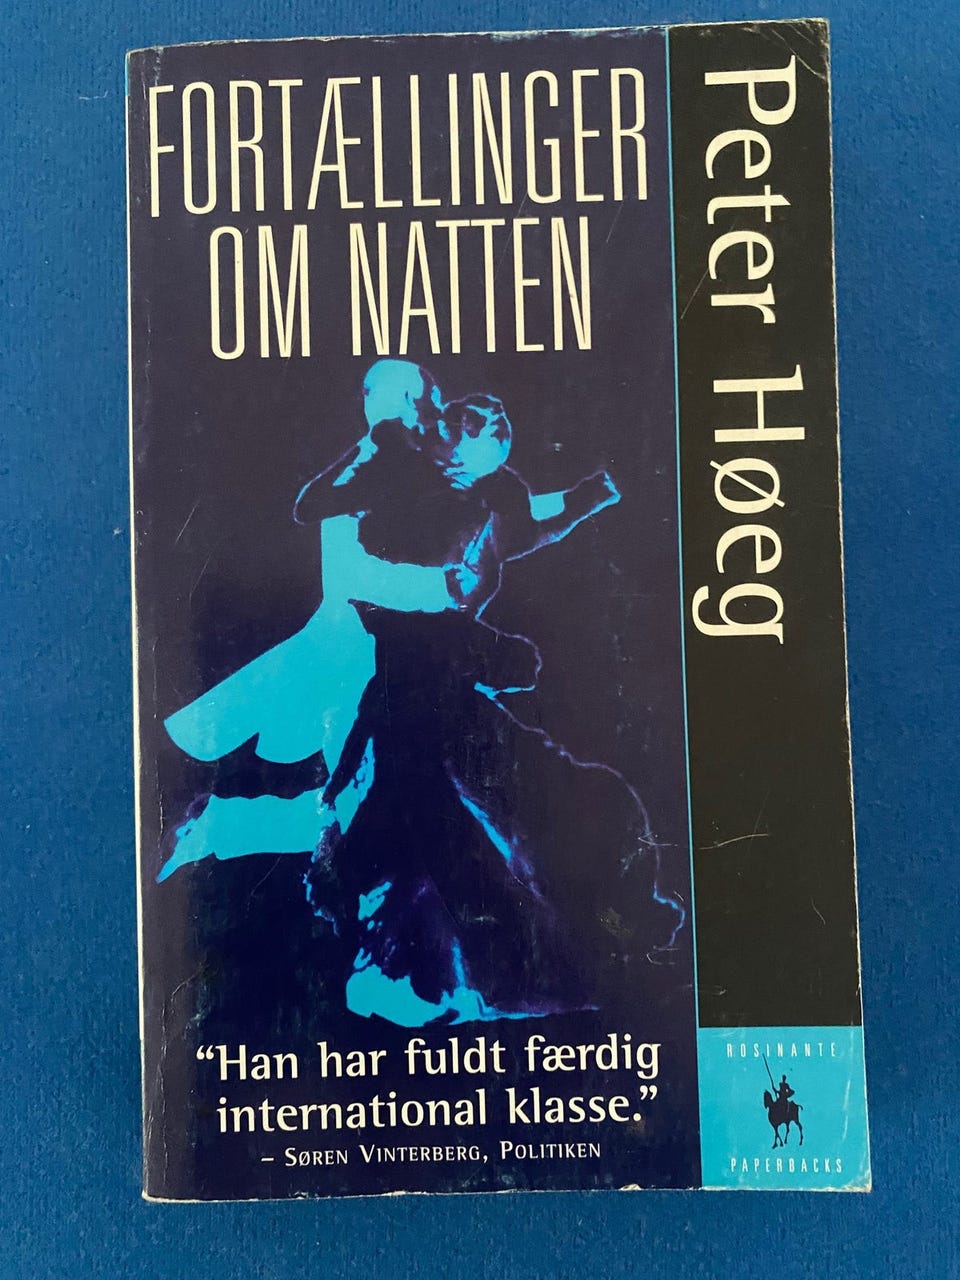 FORTÆLLINGER
OM NATTEN
Peter Høeg
“Han har fuldt færdig
international klasse.”
– SØREN VINTERBERG, POLITIKEN
ROSINANTE
PAPERBACKS